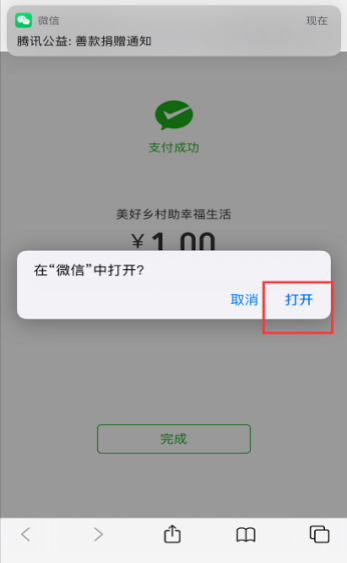 微信 现在
腾讯公益: 善款捐赠通知
支付成功
美好乡村助幸福生活
¥1.00
在“微信”中打开?
取消 打开
完成